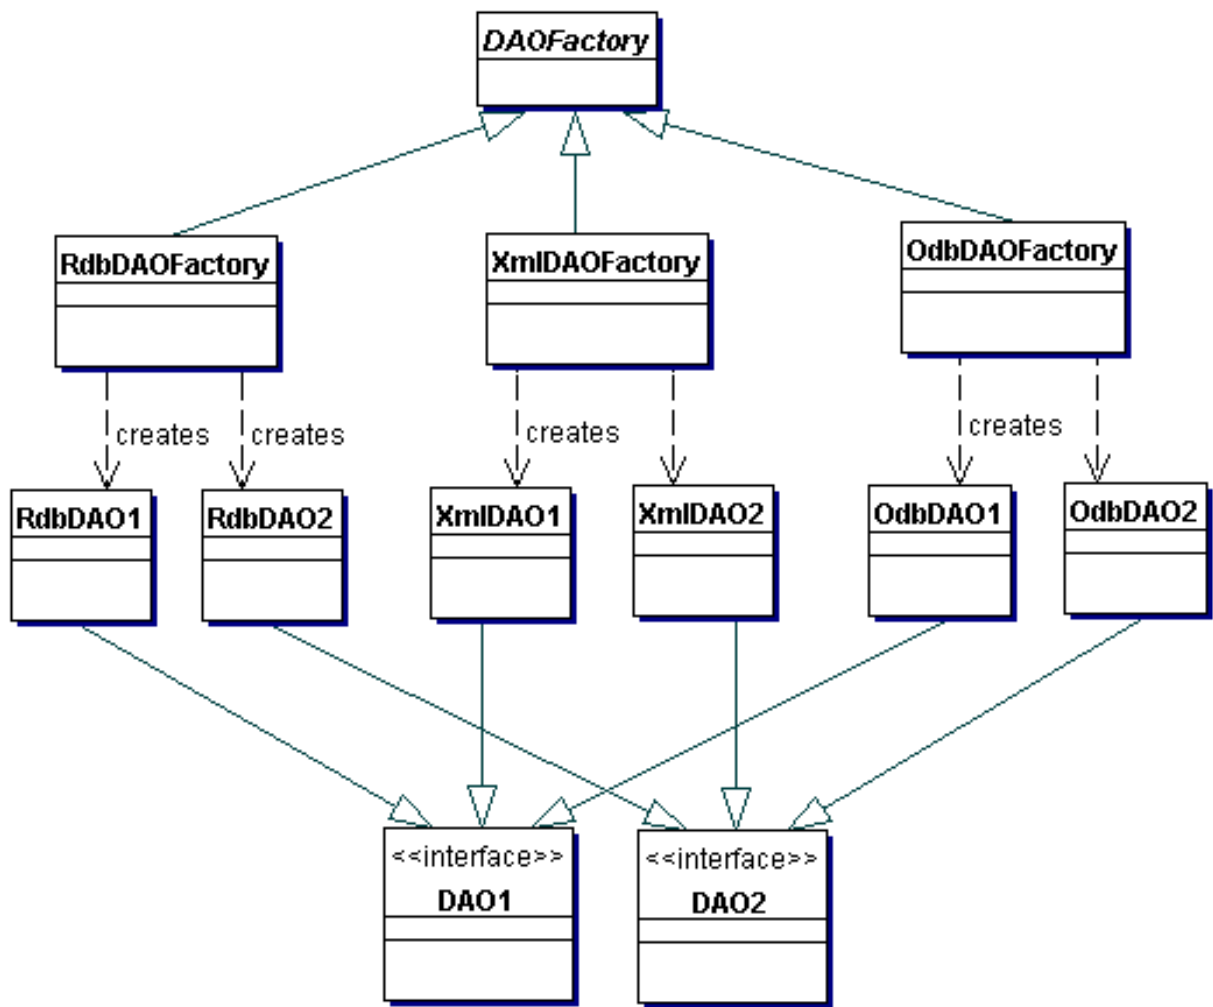 DAOFactory
RdbDAOFactory
XmlDAOFactory
OdbDAOFactory
creates
creates
creates
creates
RdbDAO1
RdbDAO2
XmlDAO1
XmlDAO2
OdbDAO1
OdbDAO2
<<interface>>
DAO1
<<interface>>
DAO2